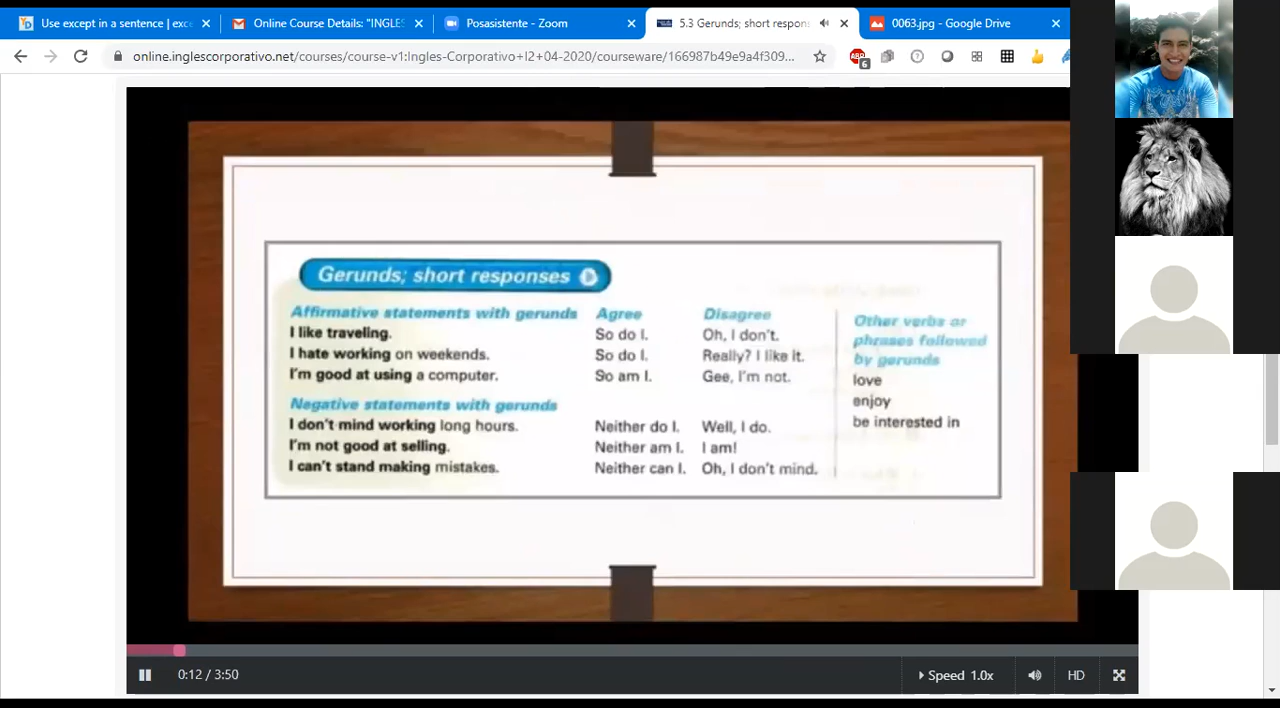 Use except in a sentence | exce
Online Course Details: "INGLES
Posasistente - Zoom
5.3 Gerunds; short respons
0063.jpg - Google Drive
online.inglescorporativo.net/courses/course-v1:Ingles-Corporativo+I2+04-2020/courseware/166987b49e9a4f309...
6
Gerunds; short responses
Affirmative statements with gerunds Agree Disagree
I like traveling. So do I. Oh, I don't.
I hate working on weekends. So do I. Really? I like it.
I'm good at using a computer. So am I. Gee, I'm not.
Negative statements with gerunds
I don't mind working long hours. Neither do I. Well, I do.
I'm not good at selling. Neither am I. I am!
I can't stand making mistakes. Neither can I. Oh, I don't mind.
Other verbs or
phrases followed
by gerunds
love
enjoy
be interested in
0:12 / 3:50
Speed 1.0x
HD